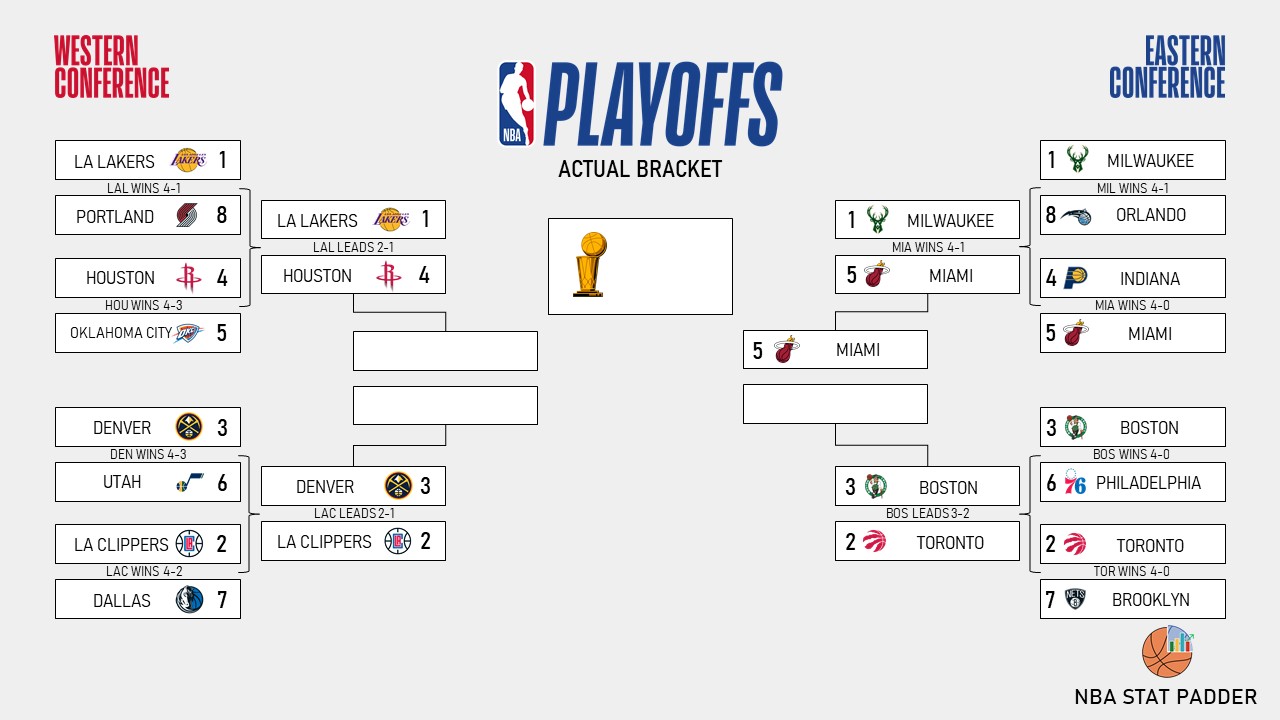 WESTERN
CONFERENCE
EASTERN
CONFERENCE
NBA
PLAYOFFS
ACTUAL BRACKET
LA LAKERS LAKERS 1
LAL WINS 4-1
PORTLAND 8
HOUSTON 4
HOU WINS 4-3
OKLAHOMA CITY OKC 5
DENVER 3
DEN WINS 4-3
UTAH 6
LA CLIPPERS 2
LAC WINS 4-2
DALLAS 7
LA LAKERS LAKERS 1
LAL LEADS 2-1
HOUSTON 4
DENVER 3
LAC LEADS 2-1
LA CLIPPERS 2
1 MILWAUKEE
MIA WINS 4-1
5 MIAMI
5 MIAMI
3 BOSTON
BOS LEADS 3-2
2 TORONTO
1 MILWAUKEE
MIL WINS 4-1
8 ORLANDO
4 INDIANA
MIA WINS 4-0
5 MIAMI
3 BOSTON
BOS WINS 4-0
6 76 PHILADELPHIA
2 TORONTO
TOR WINS 4-0
7 NETS BROOKLYN
NBA STAT PADDER